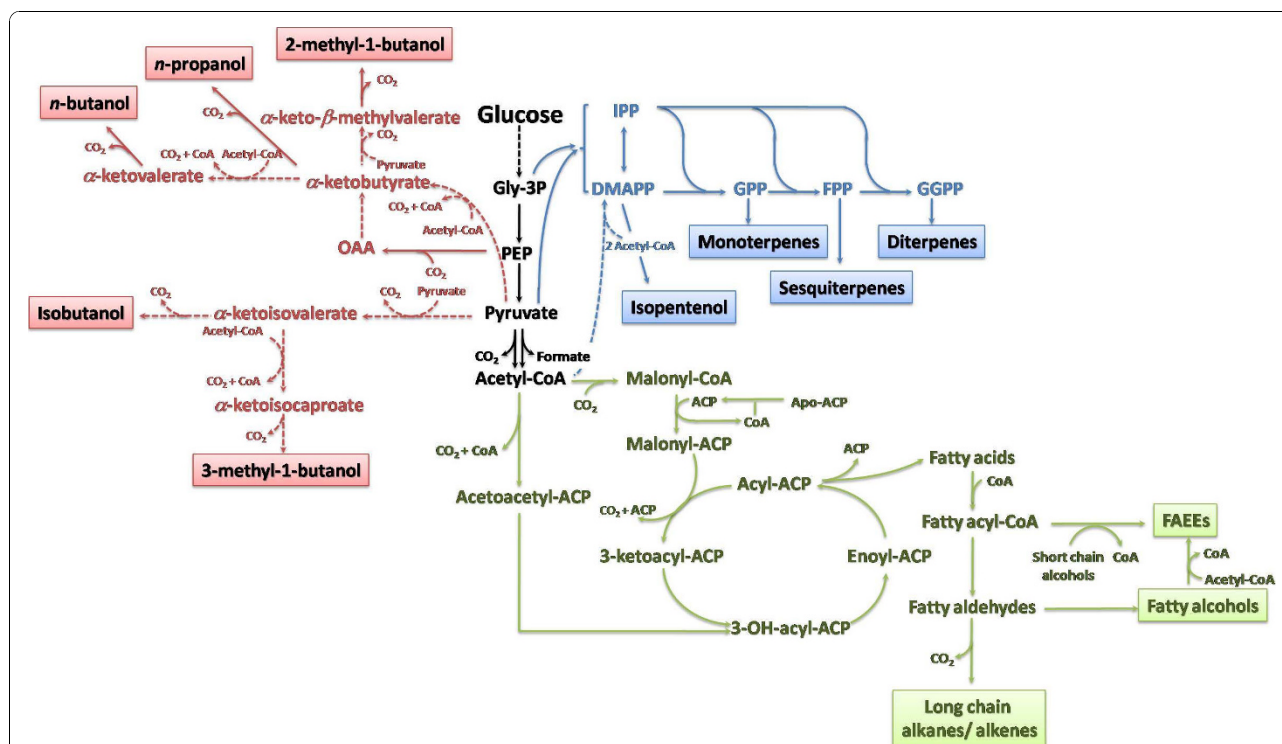 2-methyl-1-butanol
n-propanol
n-butanol
CO2
CO2
CO2
α-keto-β-methylvalerate
CO2
Pyruvate
CO2 + CoA
Acetyl-CoA
α-ketovalerate
α-ketobutyrate
CO2 + CoA
Acetyl-CoA
OAA
CO2
Pyruvate
CO2
Isobutanol
CO2
α-ketoisovalerate
Acetyl-CoA
CO2 + CoA
α-ketoisocaproate
CO2
3-methyl-1-butanol
Glucose
Gly-3P
PEP
Pyruvate
CO2
Formate
Acetyl-CoA
IPP
DMAPP
GPP
FPP
GGPP
2 Acetyl-CoA
Monoterpenes
Diterpenes
Sesquiterpenes
Isopentenol
CO2
Malonyl-CoA
ACP
Apo-ACP
CoA
Malonyl-ACP
CO2 + CoA
Acetoacetyl-ACP
CO2 + ACP
Acyl-ACP
ACP
Fatty acids
CoA
3-ketoacyl-ACP
Enoyl-ACP
3-OH-acyl-ACP
Fatty acyl-CoA
Short chain
alcohols
CoA
FAEEs
CoA
Acetyl-CoA
Fatty aldehydes
Fatty alcohols
CO2
Long chain
alkanes/ alkenes